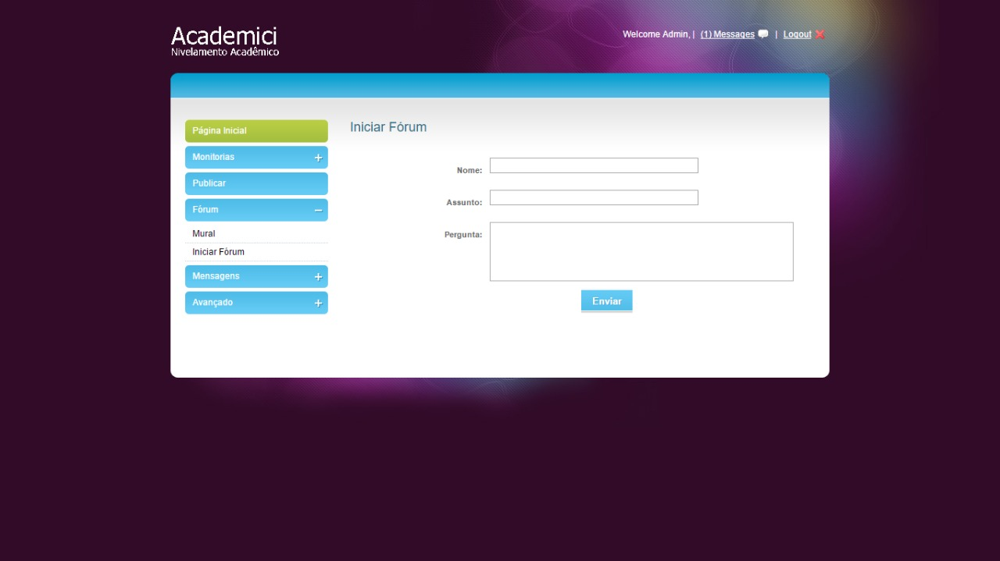 Academici
Nivelamento Acadêmico
Welcome Admin, | (1) Messages | Logout
Página Inicial
Monitorias
Publicar
Fórum
Mural
Iniciar Fórum
Mensagens
Avançado
Iniciar Fórum
Nome:
Assunto:
Pergunta:
Enviar